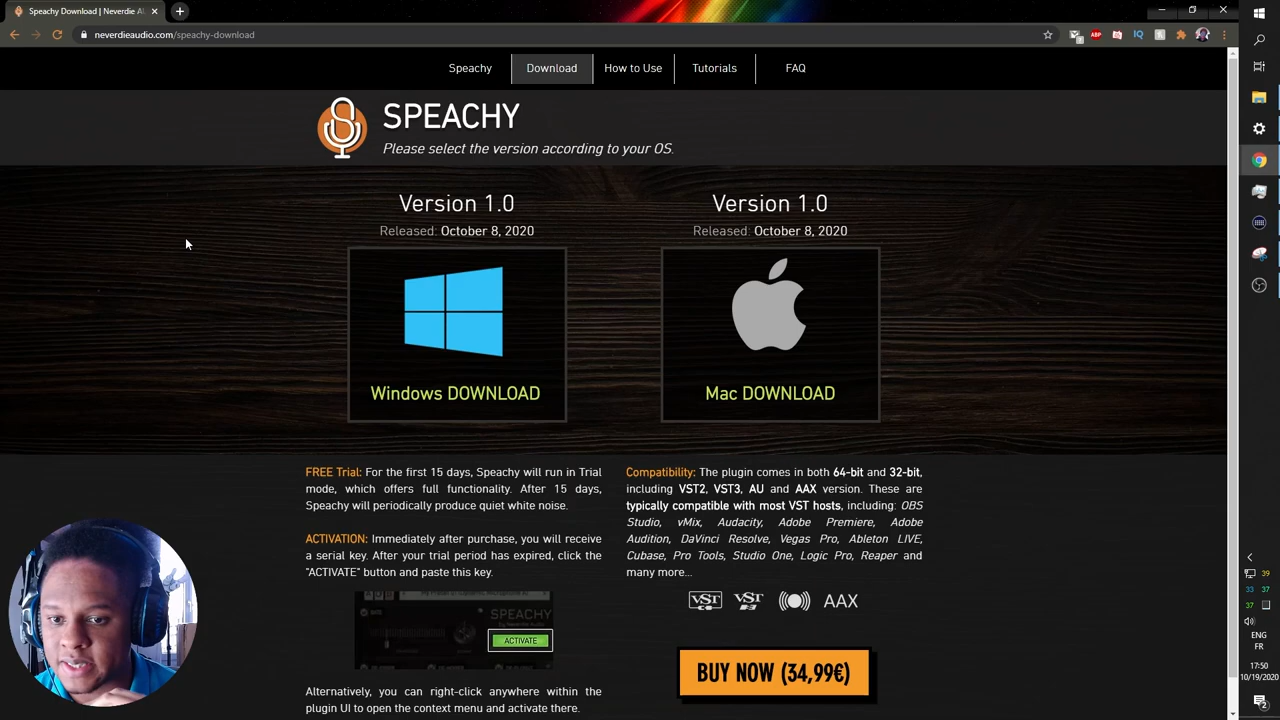 Speachy Download | Neverdie Au
neverdieaudio.com/speachy-download
ABP
IQ
Speachy
Download
How to Use
Tutorials
FAQ
SPEACHY
Please select the version according to your OS.
Version 1.0
Released: October 8, 2020
Windows DOWNLOAD
Version 1.0
Released: October 8, 2020
Mac DOWNLOAD
FREE Trial: For the first 15 days, Speachy will run in Trial
mode, which offers full functionality. After 15 days,
Speachy will periodically produce quiet white noise.
ACTIVATION: Immediately after purchase, you will receive
a serial key. After your trial period has expired, click the
"ACTIVATE" button and paste this key.
SPEACHY
ACTIVATE
Alternatively, you can right-click anywhere within the
plugin UI to open the context menu and activate there.
Compatibility: The plugin comes in both 64-bit and 32-bit,
including VST2, VST3, AU and AAX version. These are
typically compatible with most VST hosts, including: OBS
Studio, vMix, Audacity, Adobe Premiere, Adobe
Audition, DaVinci Resolve, Vegas Pro, Ableton LIVE,
Cubase, Pro Tools, Studio One, Logic Pro, Reaper and
many more...
VST
VST
AAX
BUY NOW (34,99€)
39
33 37
37
ENG
FR
17:50
10/19/2020
2